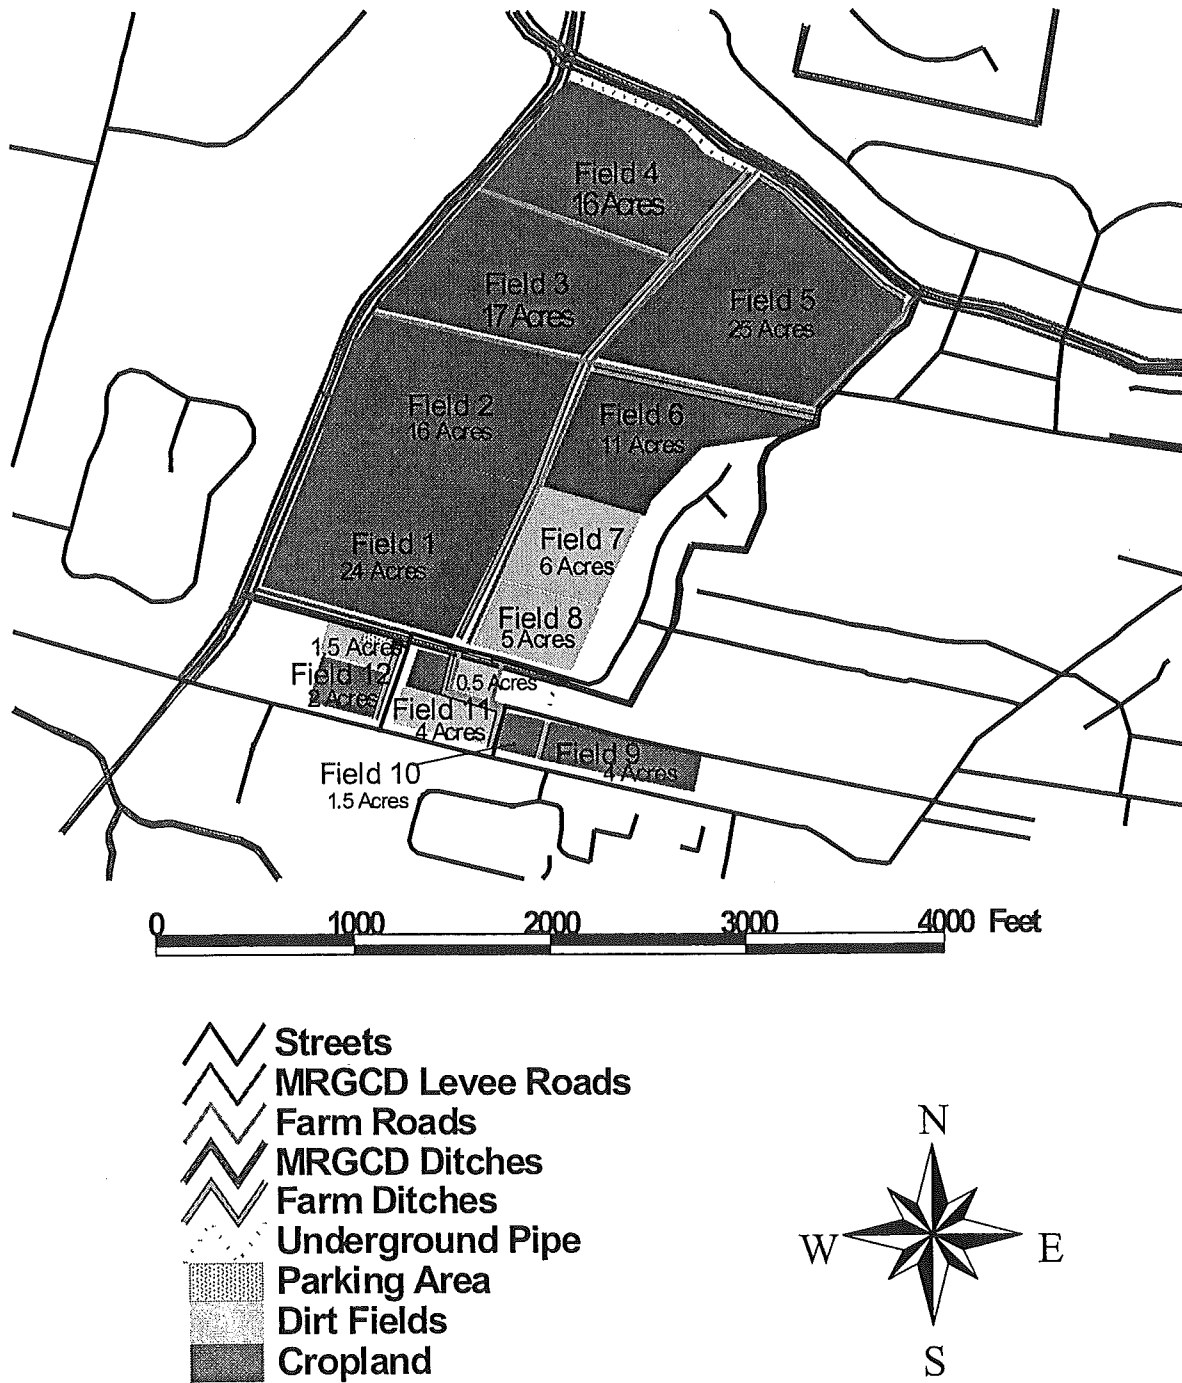 Field 4
16 Acres
Field 3
17 Acres
Field 5
25 Acres
Field 2
16 Acres
Field 6
11 Acres
Field 1
24 Acres
Field 7
6 Acres
Field 8
5 Acres
1.5 Acres
Field 12
2 Acres
0.5 Acres
Field 11
4 Acres
Field 9
4 Acres
Field 10
1.5 Acres
0 1000 2000 3000 4000 Feet
Streets
MRGCD Levee Roads
Farm Roads
MRGCD Ditches
Farm Ditches
Underground Pipe
Parking Area
Dirt Fields
Cropland
N
W E
S